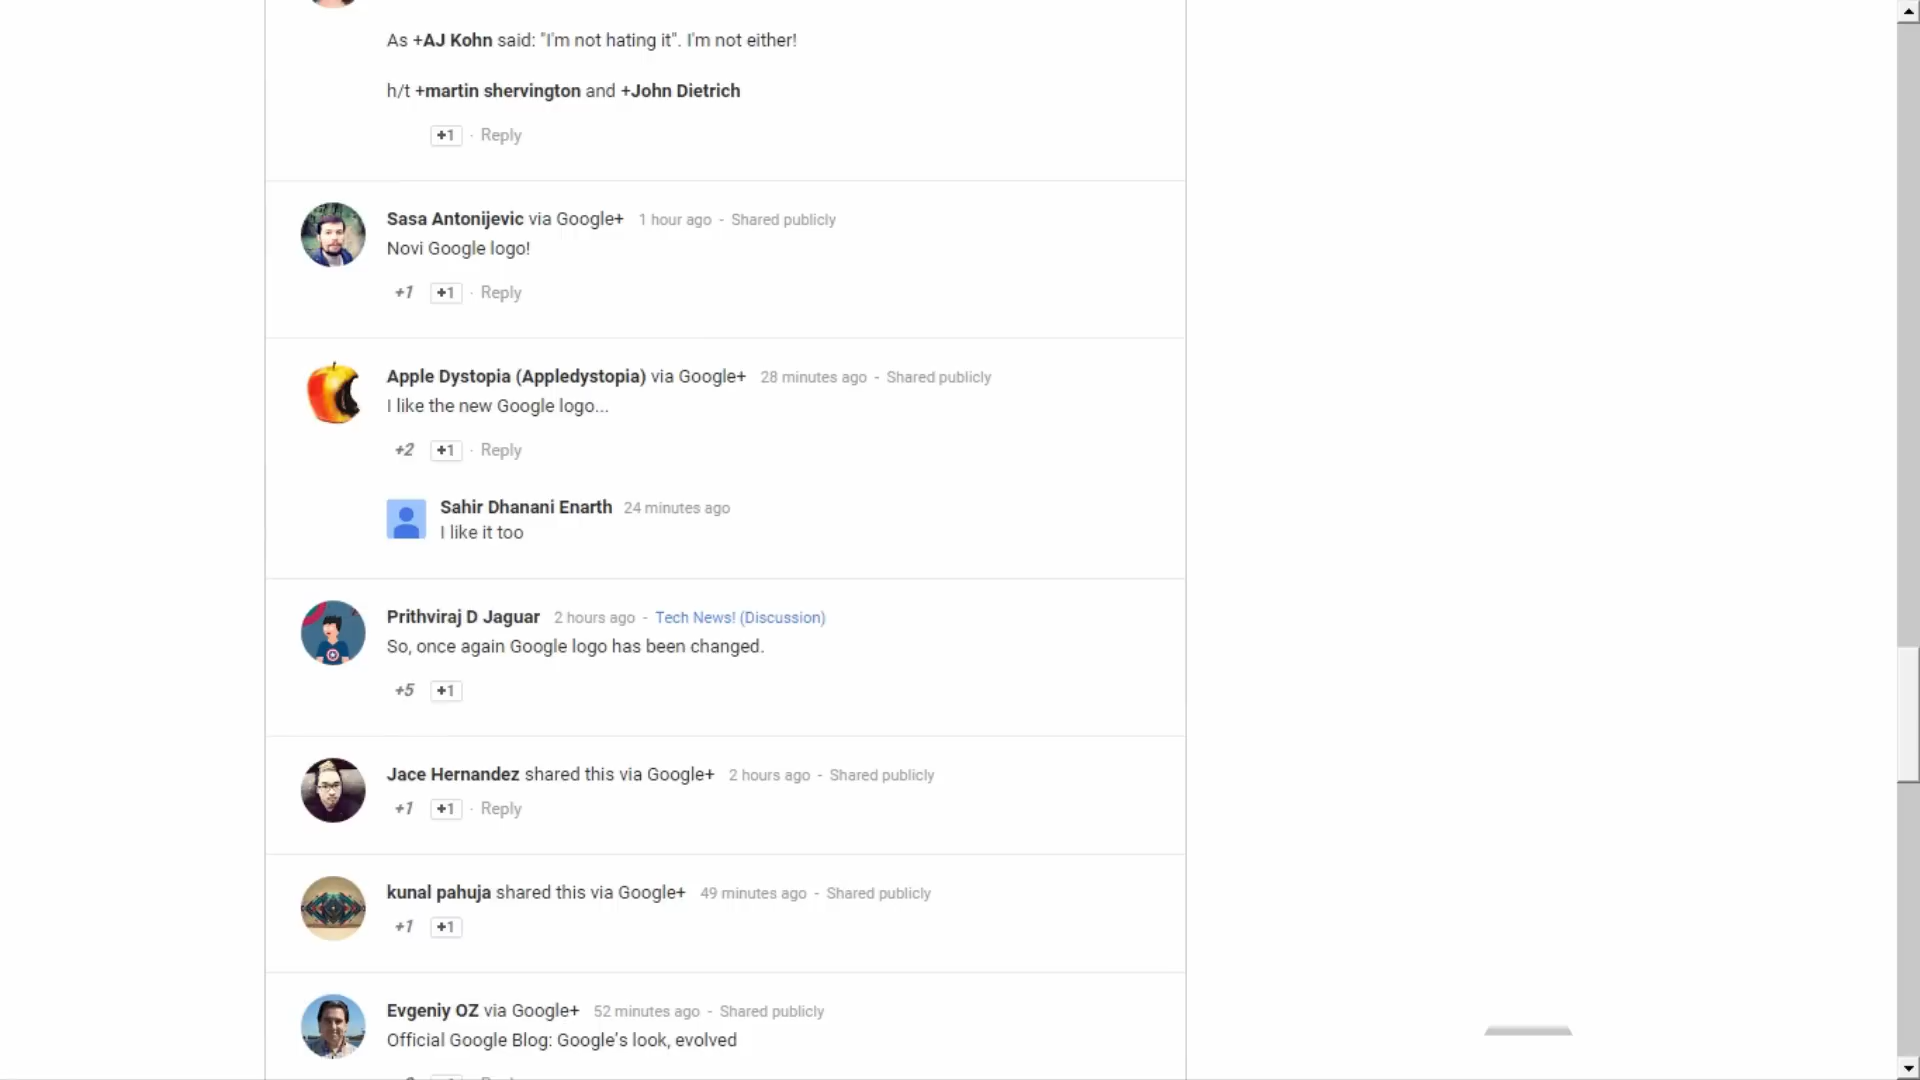 As +AJ Kohn said: "I'm not hating it". I'm not either!
h/t +martin shervington and +John Dietrich
+1 · Reply
Sasa Antonijevic via Google+ 1 hour ago - Shared publicly
Novi Google logo!
+1 +1 · Reply
Apple Dystopia (Appledystopia) via Google+ 28 minutes ago - Shared publicly
I like the new Google logo...
+2 +1 · Reply
Sahir Dhanani Enarth 24 minutes ago
I like it too
Prithviraj D Jaguar 2 hours ago - Tech News! (Discussion)
So, once again Google logo has been changed.
+5 +1
Jace Hernandez shared this via Google+ 2 hours ago - Shared publicly
+1 +1 · Reply
kunal pahuja shared this via Google+ 49 minutes ago - Shared publicly
+1 +1
Evgeniy OZ via Google+ 52 minutes ago - Shared publicly
Official Google Blog: Google's look, evolved